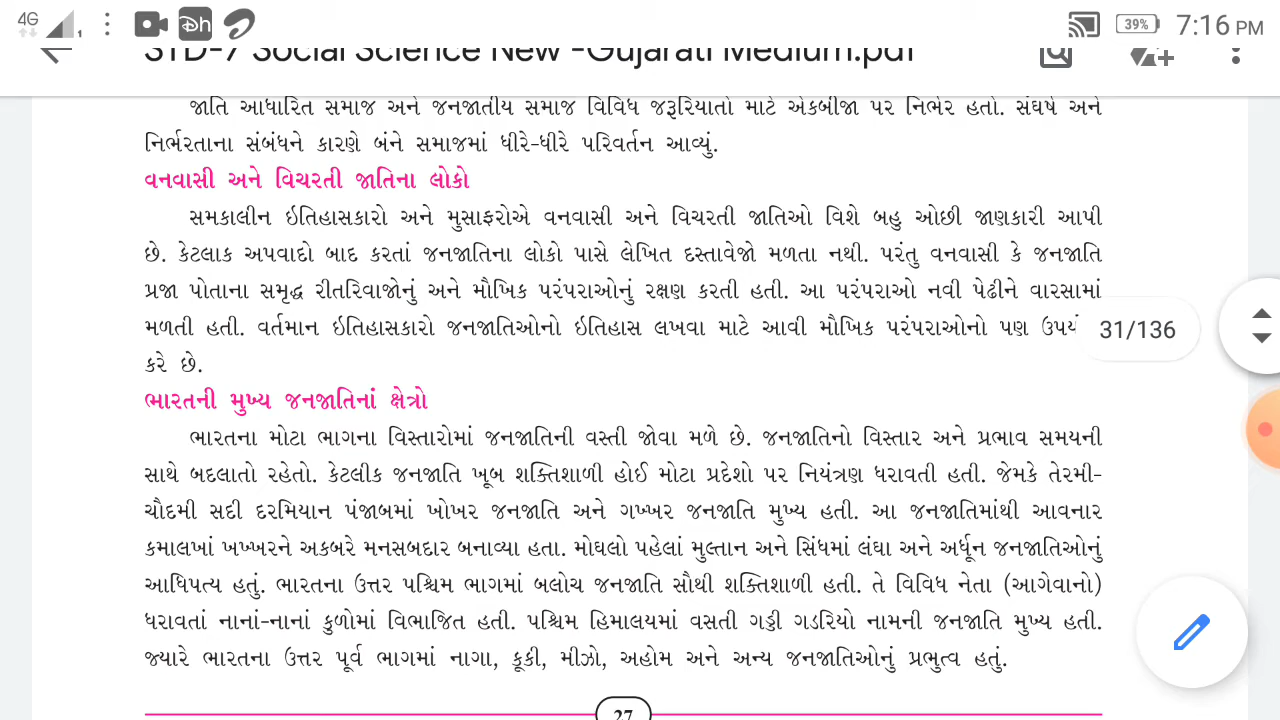 4G
1
Dh
39%
7:16 PM
STD-7 Social Science New -Gujarati Medium.pdf
જાતિ આધારિત સમાજ અને જનજાતીય સમાજ વિવિધ જરૂરિયાતો માટે એકબીજા પર નિર્ભર હતો. સંઘર્ષ અને
નિર્ભરતાના સંબંધને કારણે બંને સમાજમાં ધીરે-ધીરે પરિવર્તન આવ્યું.
વનવાસી અને વિચરતી જાતિના લોકો
સમકાલીન ઇતિહાસકારો અને મુસાફરોએ વનવાસી અને વિચરતી જાતિઓ વિશે બહુ ઓછી જાણકારી આપી
છે. કેટલાક અપવાદો બાદ કરતાં જનજાતિના લોકો પાસે લેખિત દસ્તાવેજો મળતા નથી. પરંતુ વનવાસી કે જનજાતિ
પ્રજા પોતાના સમૃદ્ધ રીતરિવાજોનું અને મૌખિક પરંપરાઓનું રક્ષણ કરતી હતી. આ પરંપરાઓ નવી પેઢીને વારસામાં
મળતી હતી. વર્તમાન ઇતિહાસકારો જનજાતિઓનો ઇતિહાસ લખવા માટે આવી મૌખિક પરંપરાઓનો પણ
31/136
કરે છે.
ભારતની મુખ્ય જનજાતિનાં ક્ષેત્રો
ભારતના મોટા ભાગના વિસ્તારોમાં જનજાતિની વસ્તી જોવા મળે છે. જનજાતિનો વિસ્તાર અને પ્રભાવ સમયની
સાથે બદલાતો રહેતો. કેટલીક જનજાતિ ખૂબ શક્તિશાળી હોઈ મોટા પ્રદેશો પર નિયંત્રણ ધરાવતી હતી. જેમકે તેરમી-
ચૌદમી સદી દરમિયાન પંજાબમાં ખોખર જનજાતિ અને ગખ્ખર જનજાતિ મુખ્ય હતી. આ જનજાતિમાંથી આવનાર
કમાલખાં ખખ્ખરને અકબરે મનસબદાર બનાવ્યા હતા. મોઘલો પહેલાં મુલ્તાન અને સિંધમાં લંઘા અને અર્ધૂન જનજાતિઓનું
આધિપત્ય હતું. ભારતના ઉત્તર પશ્ચિમ ભાગમાં બલોચ જનજાતિ સૌથી શક્તિશાળી હતી. તે વિવિધ નેતા (આગેવાનો)
ધરાવતાં નાનાં-નાનાં કુળોમાં વિભાજિત હતી. પશ્ચિમ હિમાલયમાં વસતી ગડ્ડી ગડરિયો નામની જનજાતિ મુખ્ય હતી.
જ્યારે ભારતના ઉત્તર પૂર્વ ભાગમાં નાગા, કૂકી, મીઝો, અહોમ અને અન્ય જનજાતિઓનું પ્રભુત્વ હતું.
27